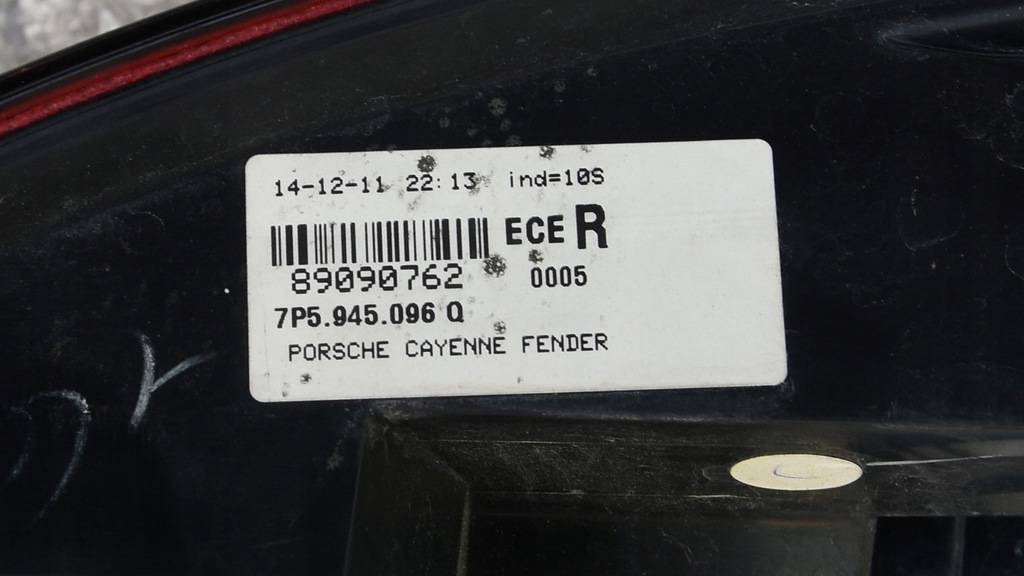 14-12-11 22:13 ind=10S
ECE R
89090762 0005
7P5.945.096 Q
PORSCHE CAYENNE FENDER